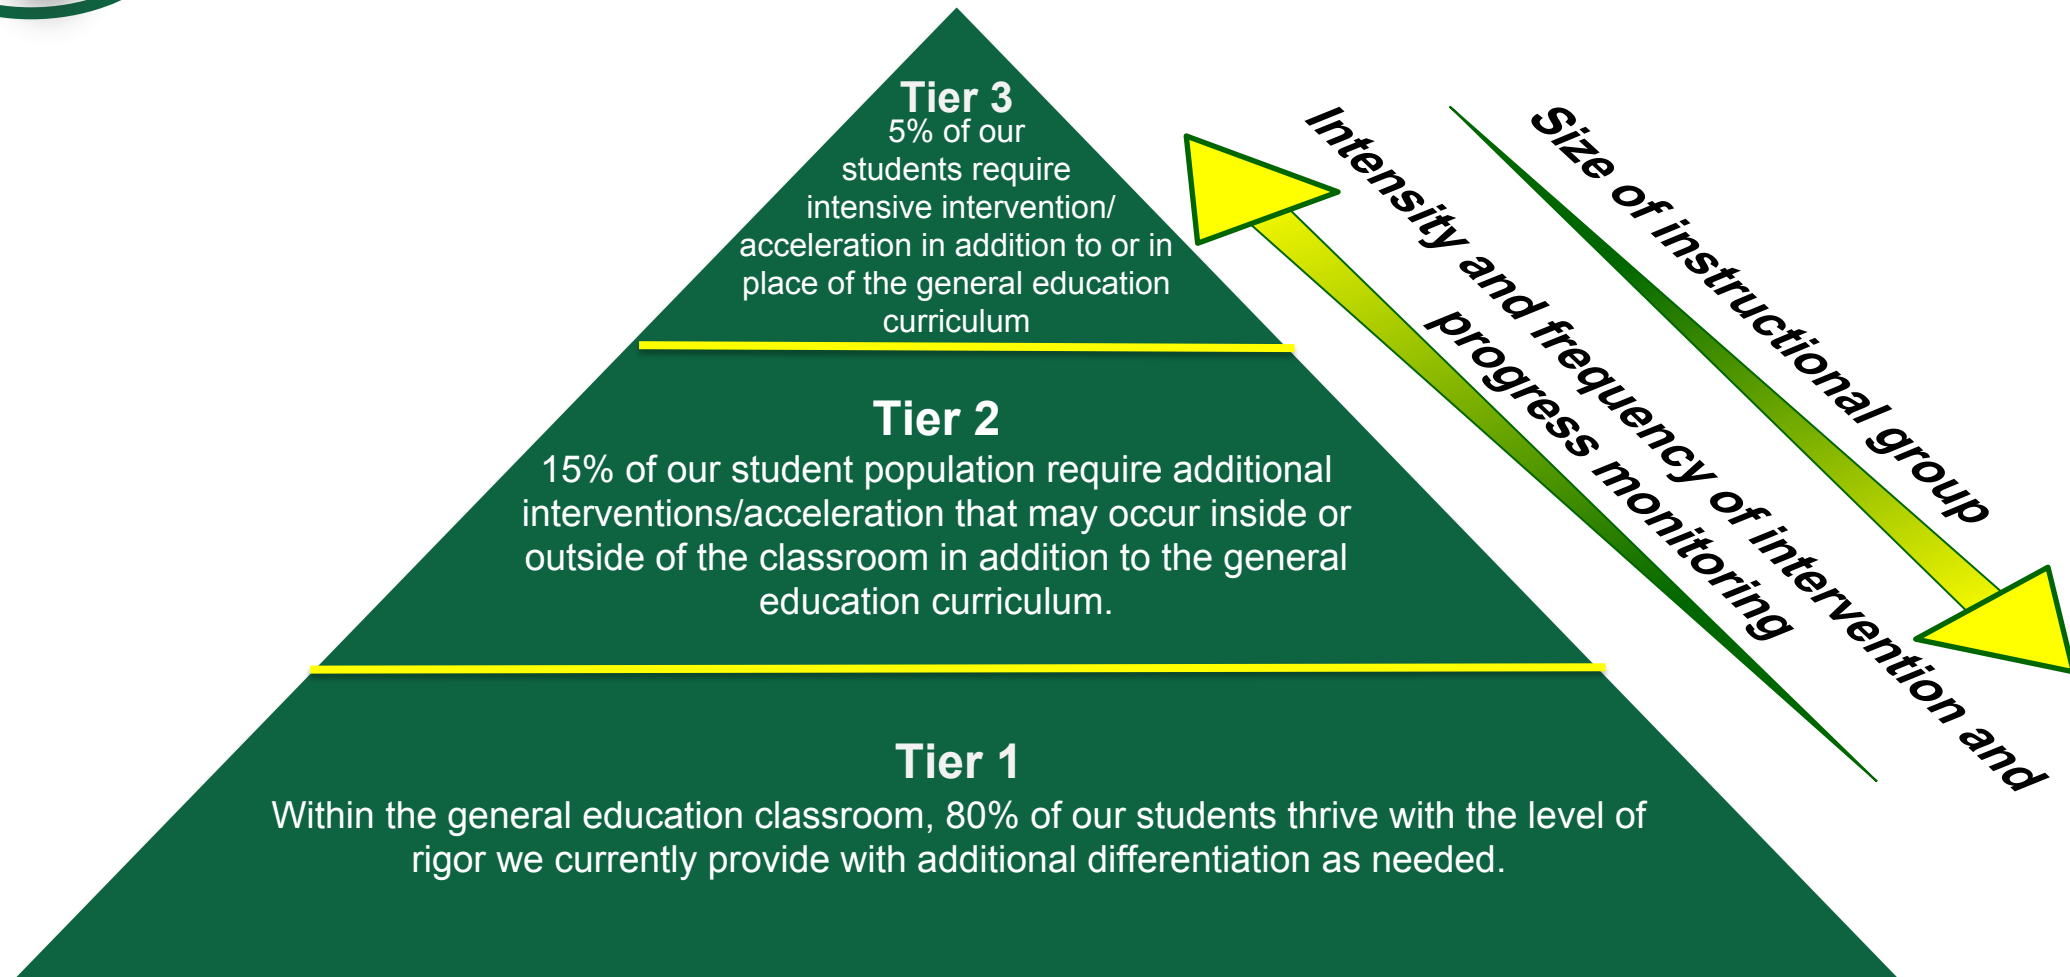 Tier 3
5% of our
students require
intensive intervention/
acceleration in addition to or in
place of the general education
curriculum
Tier 2
15% of our student population require additional
interventions/acceleration that may occur inside or
outside of the classroom in addition to the general
education curriculum.
Tier 1
Within the general education classroom, 80% of our students thrive with the level of
rigor we currently provide with additional differentiation as needed.
Intensity and frequency of intervention and
progress monitoring
Size of instructional group